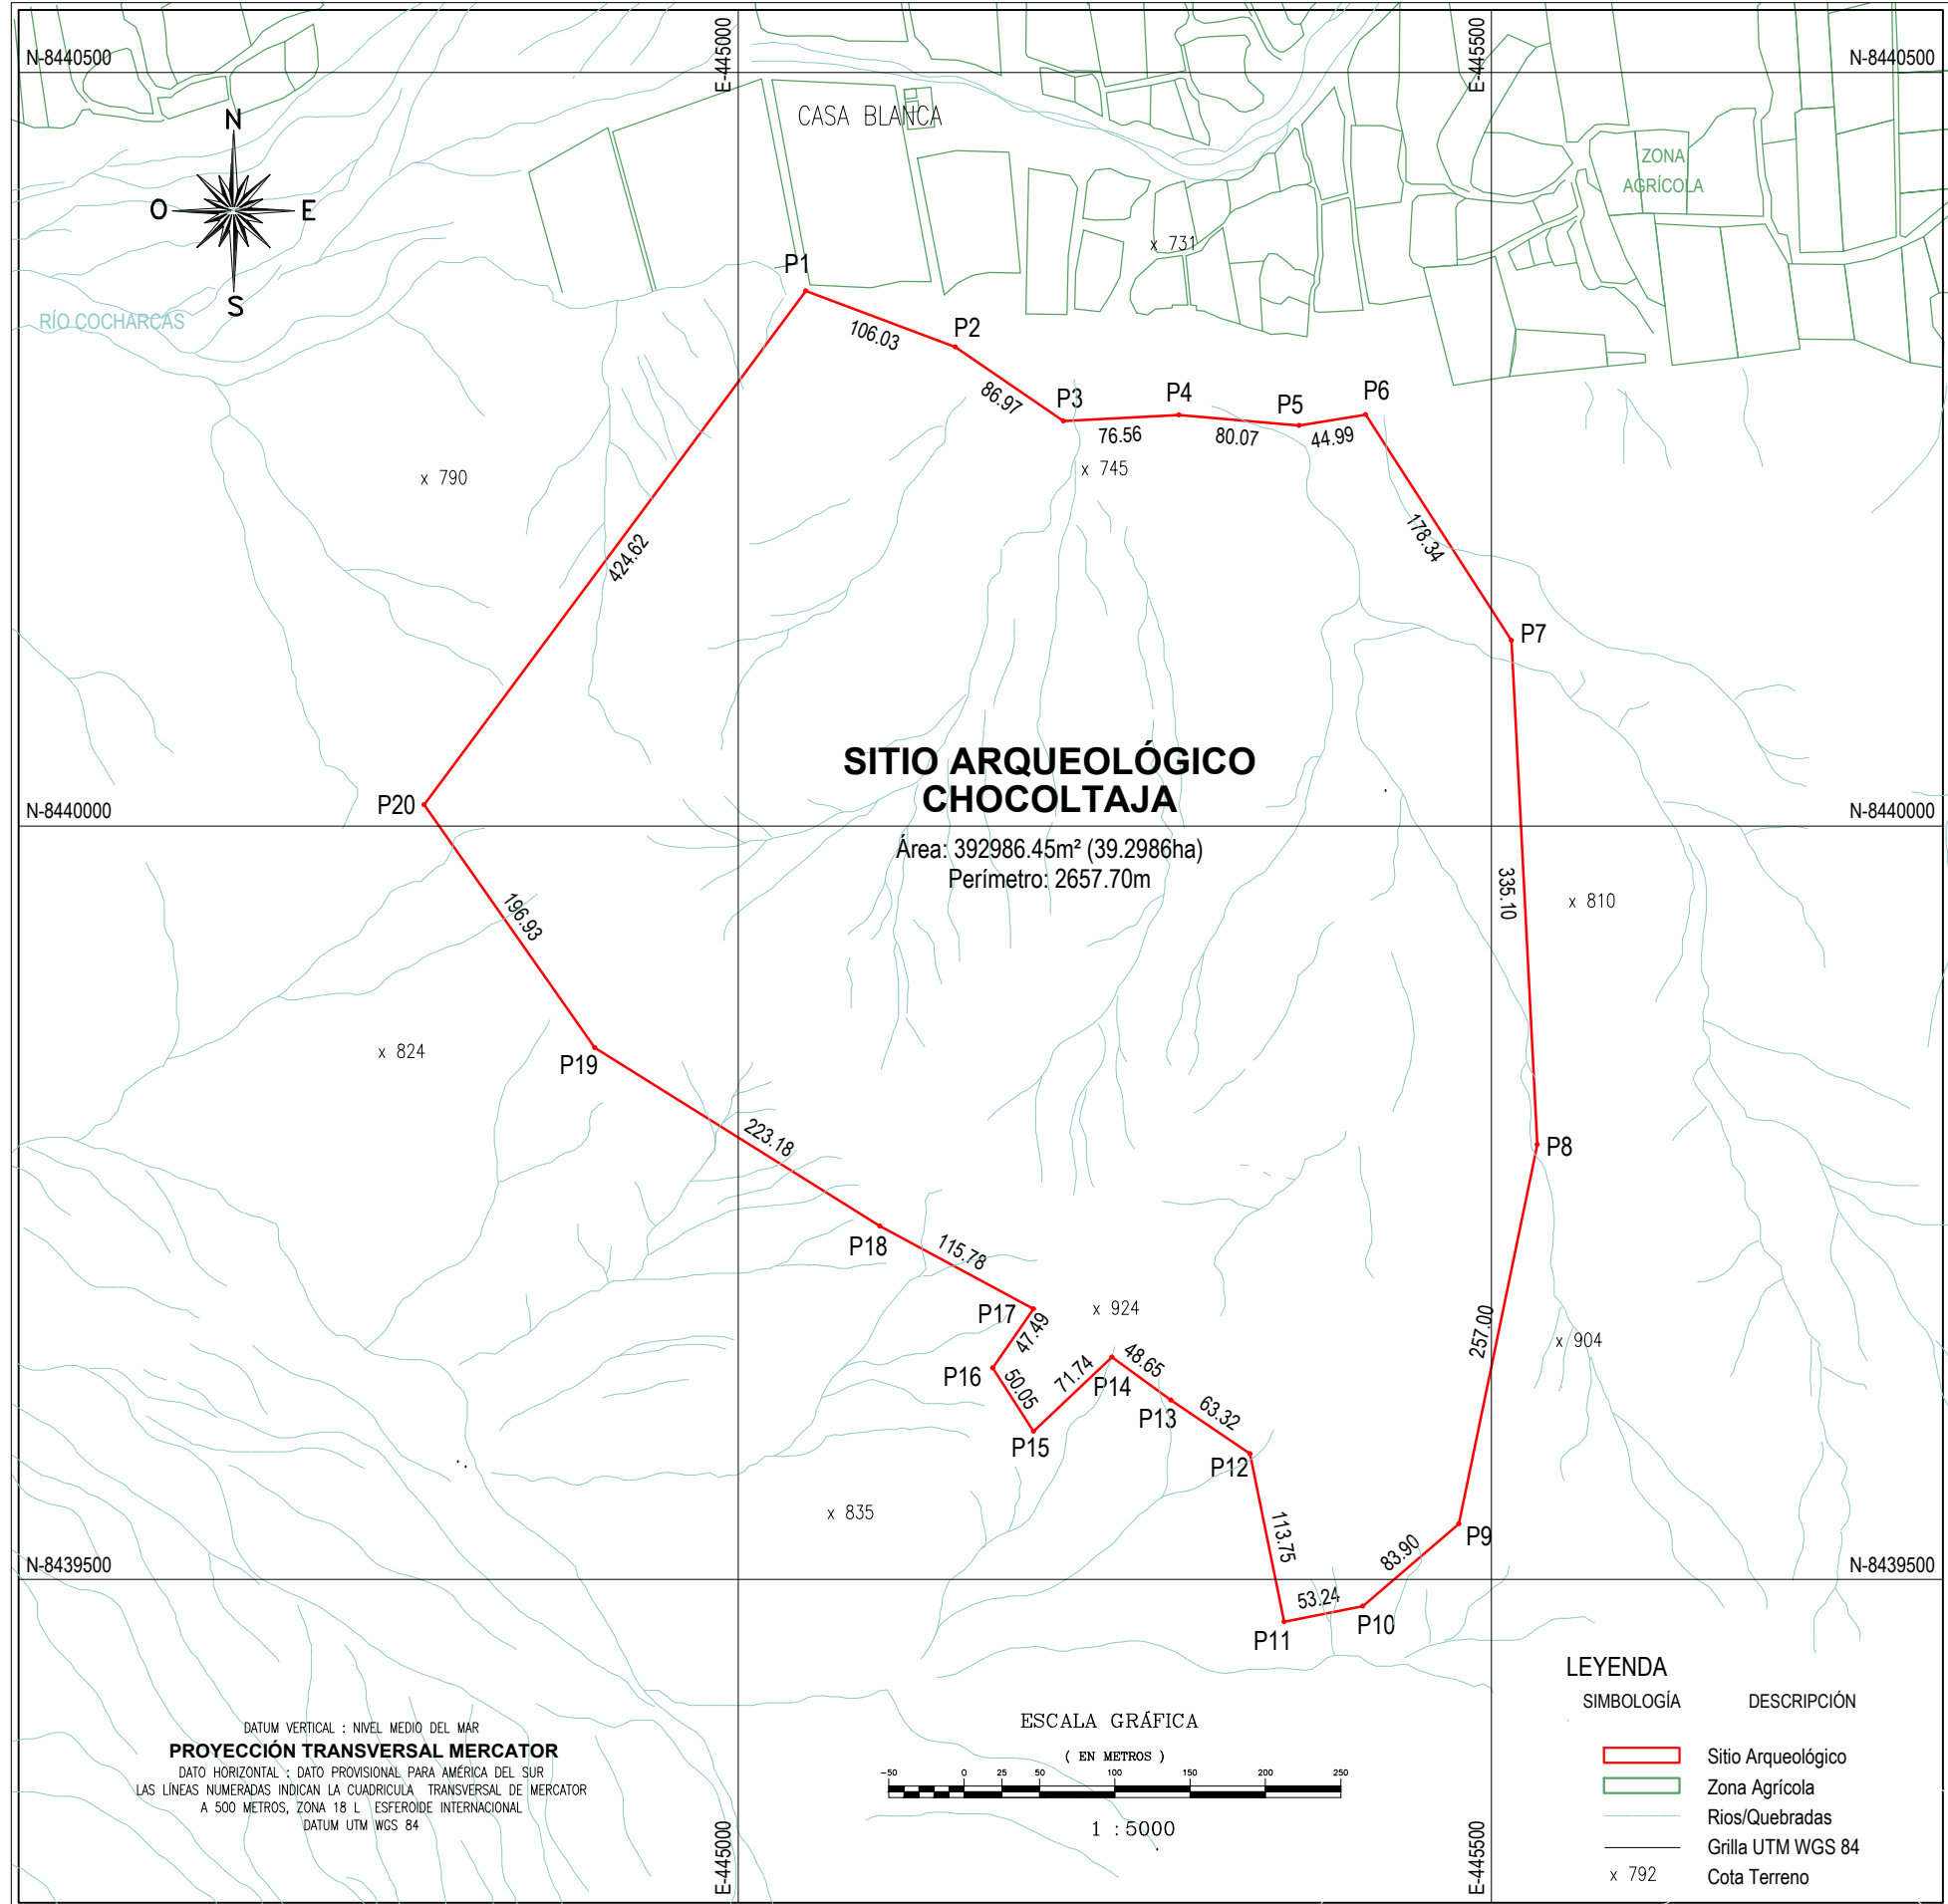 N-8440500
E-445000
E-445500
N-8440500
CASA BLANCA
ZONA
AGRÍCOLA
N
O
E
S
RÍO COCHARCAS
x 731
P1
106.03
P2
86.97
P3
76.56
P4
80.07
P5
44.99
P6
x 745
x 790
178.34
424.62
P7
SITIO ARQUEOLÓGICO
CHOCOLTAJA
Área: 392986.45m² (39.2986ha)
Perímetro: 2657.70m
P20
N-8440000
N-8440000
196.93
335.10
x 810
x 824
P19
223.18
P8
P18
115.78
P17
47.49
x 924
257.00
x 904
P16
50.05
71.74
P14
48.65
P13
63.32
P15
P12
x 835
113.75
P9
83.90
N-8439500
N-8439500
53.24
P11
P10
LEYENDA
SIMBOLOGÍA
DESCRIPCIÓN
Sitio Arqueológico
Zona Agrícola
Rios/Quebradas
Grilla UTM WGS 84
x 792
Cota Terreno
ESCALA GRÁFICA
( EN METROS )
-50 0 25 50 100 150 200 250
1 : 5000
DATUM VERTICAL : NIVEL MEDIO DEL MAR
PROYECCIÓN TRANSVERSAL MERCATOR
DATO HORIZONTAL : DATO PROVISIONAL PARA AMÉRICA DEL SUR
LAS LÍNEAS NUMERADAS INDICAN LA CUADRICULA TRANSVERSAL DE MERCATOR
A 500 METROS, ZONA 18 L ESFEROIDE INTERNACIONAL
DATUM UTM WGS 84
E-445000
E-445500